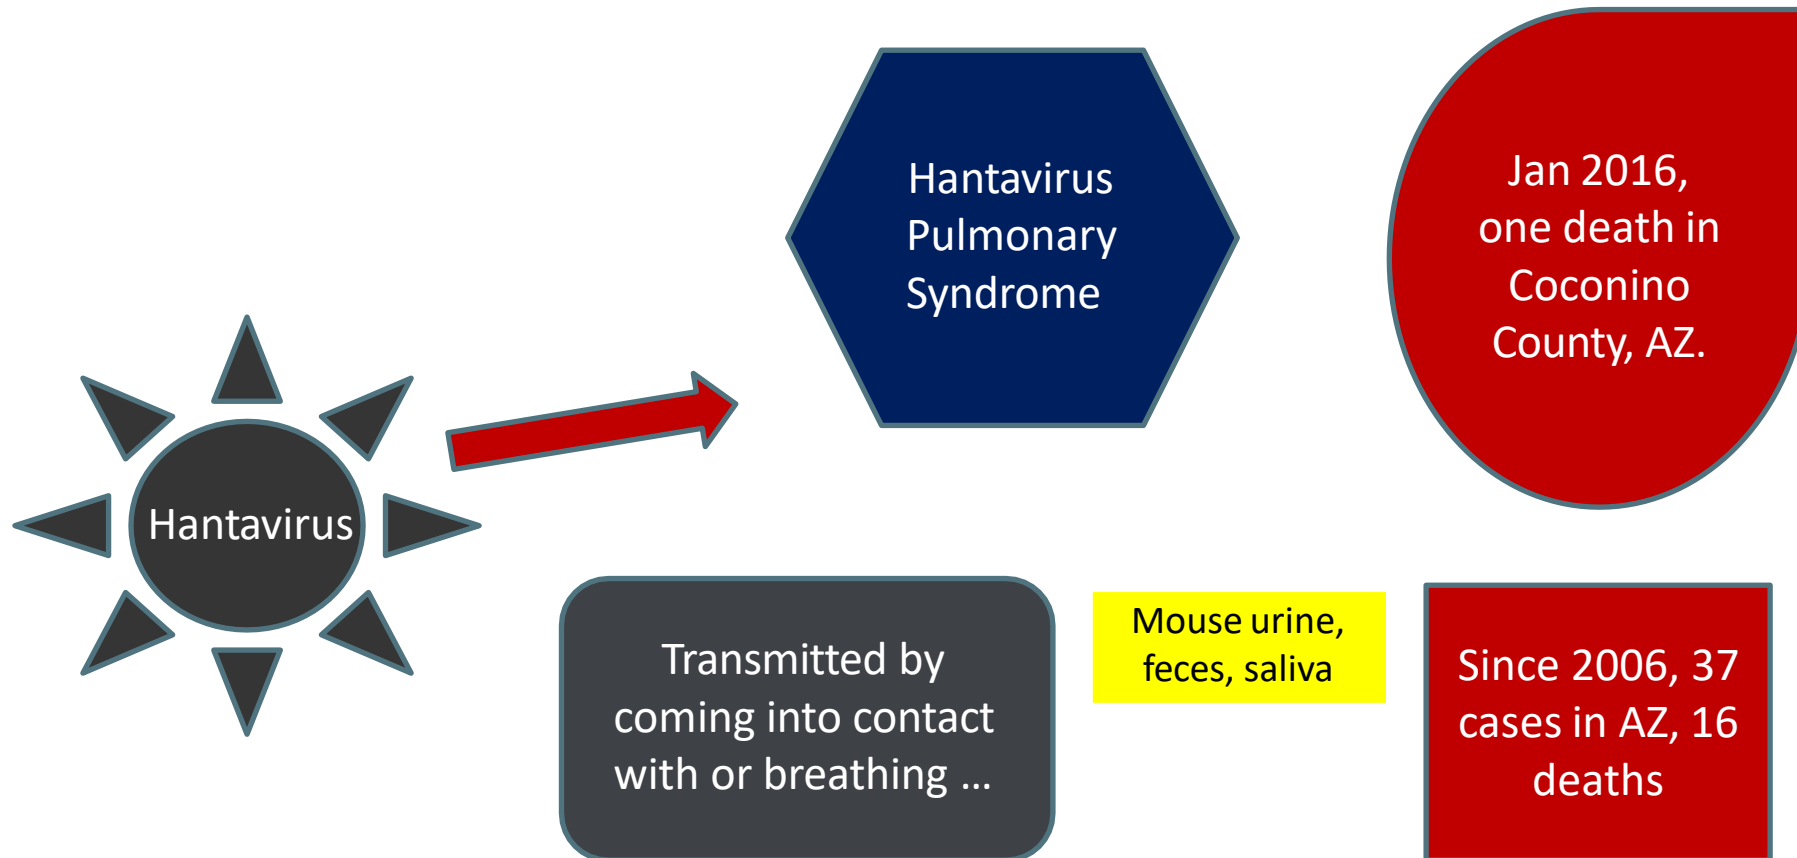 Hantavirus
Hantavirus
Pulmonary
Syndrome
Jan 2016,
one death in
Coconino
County, AZ.
Transmitted by
coming into contact
with or breathing ...
Mouse urine,
feces, saliva
Since 2006, 37
cases in AZ, 16
deaths